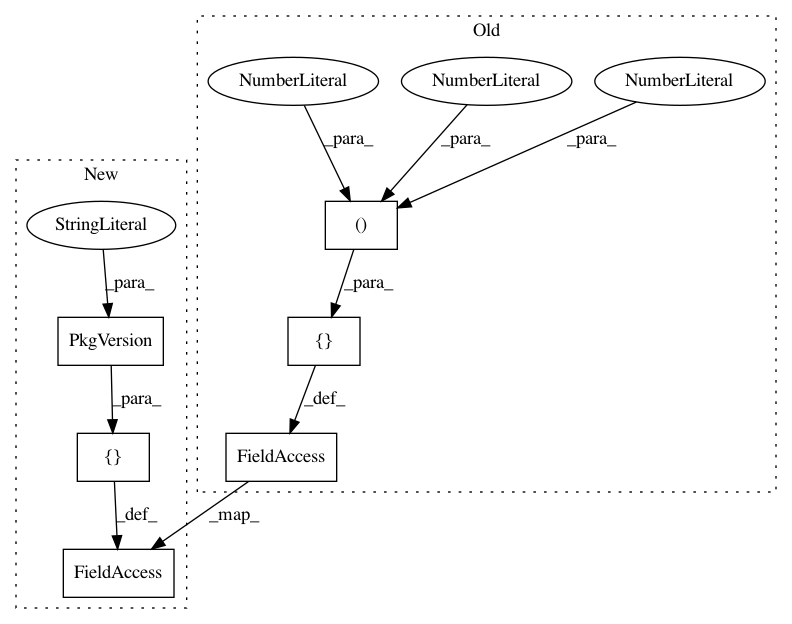 Old
NumberLiteral NumberLiteral NumberLiteral
_para_ _para_ _para_
New
StringLiteral
()
_para_ _para_
PkgVersion
{}
_para_ _def_
{}
FieldAccess
_def_ _map_
FieldAccess